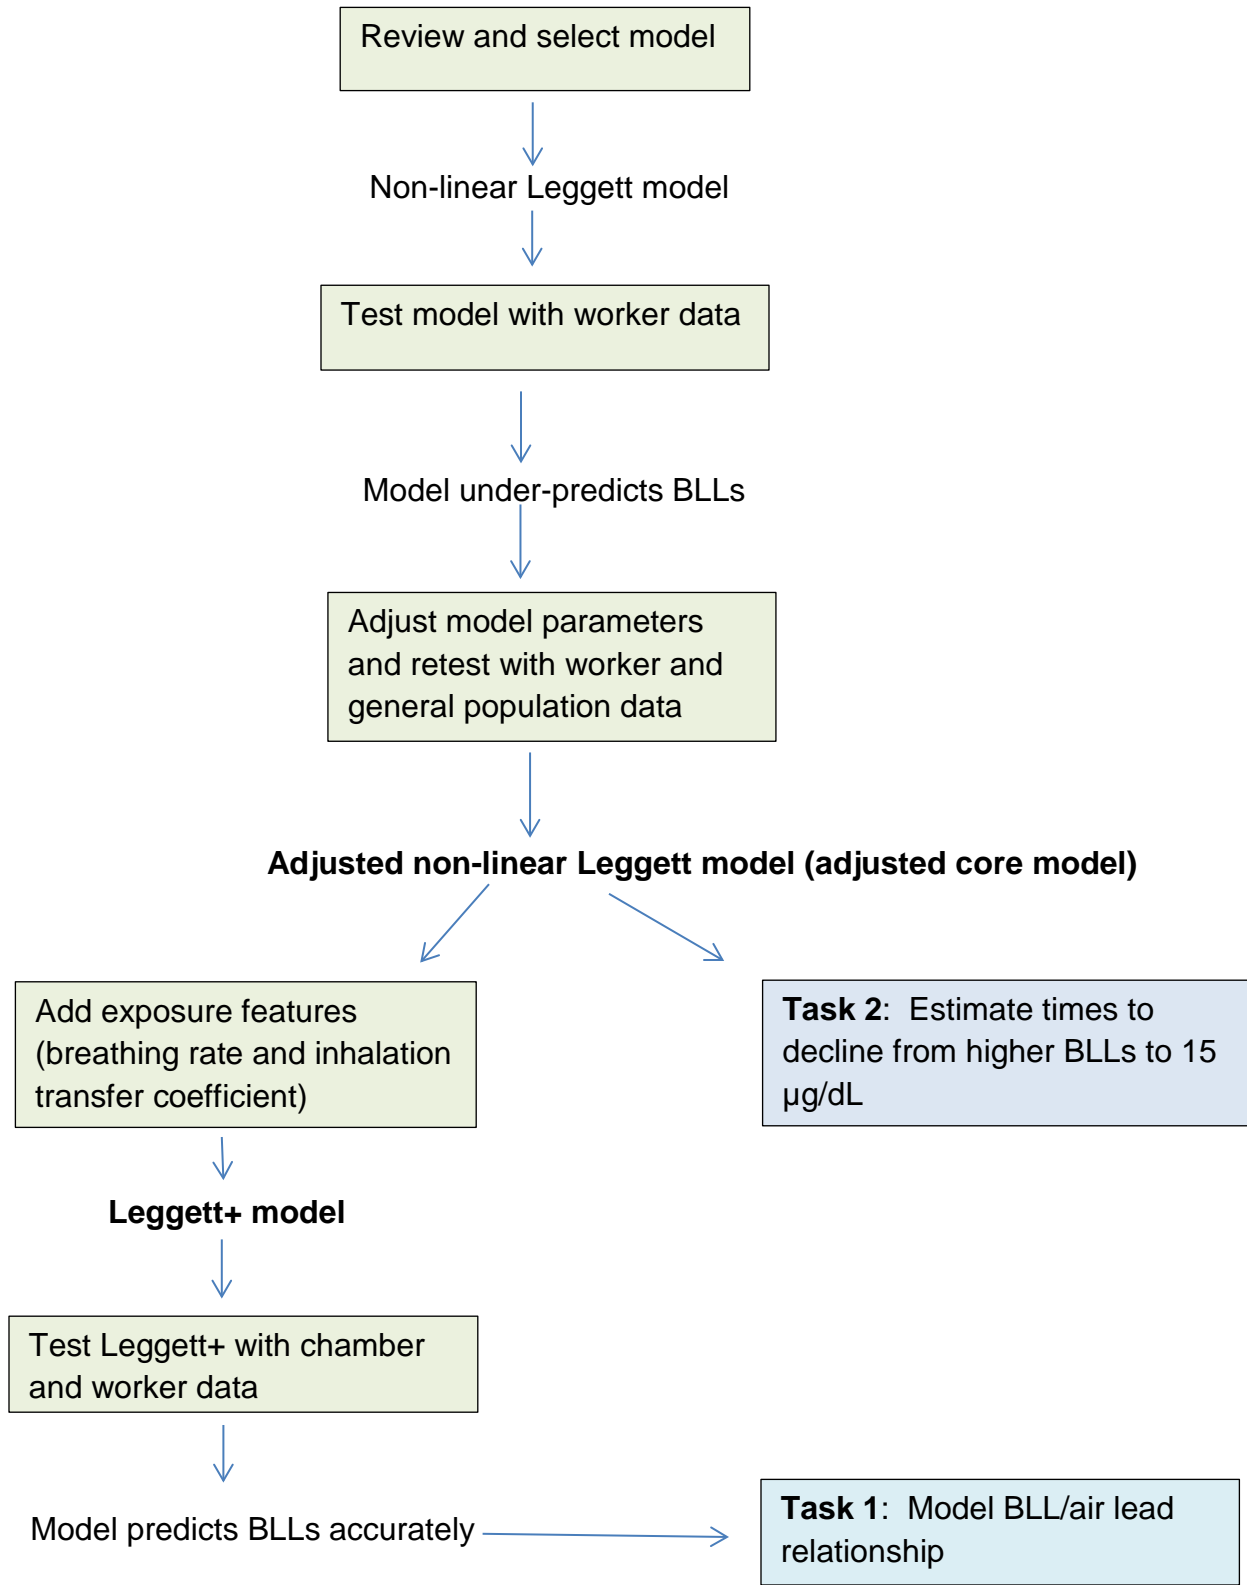 Review and select model
Non-linear Leggett model
Test model with worker data
Model under-predicts BLLs
Adjust model parameters
and retest with worker and
general population data
Adjusted non-linear Leggett model (adjusted core model)
Add exposure features
(breathing rate and inhalation
transfer coefficient)
Task 2:  Estimate times to
decline from higher BLLs to 15
µg/dL
Leggett+ model
Test Leggett+ with chamber
and worker data
Model predicts BLLs accurately
Task 1:  Model BLL/air lead
relationship